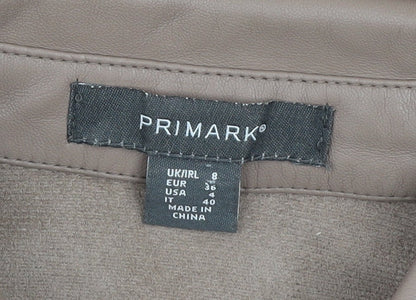 PRIMARK®
UK/IRL 8
EUR 36
USA 4
IT 40
MADE IN
CHINA